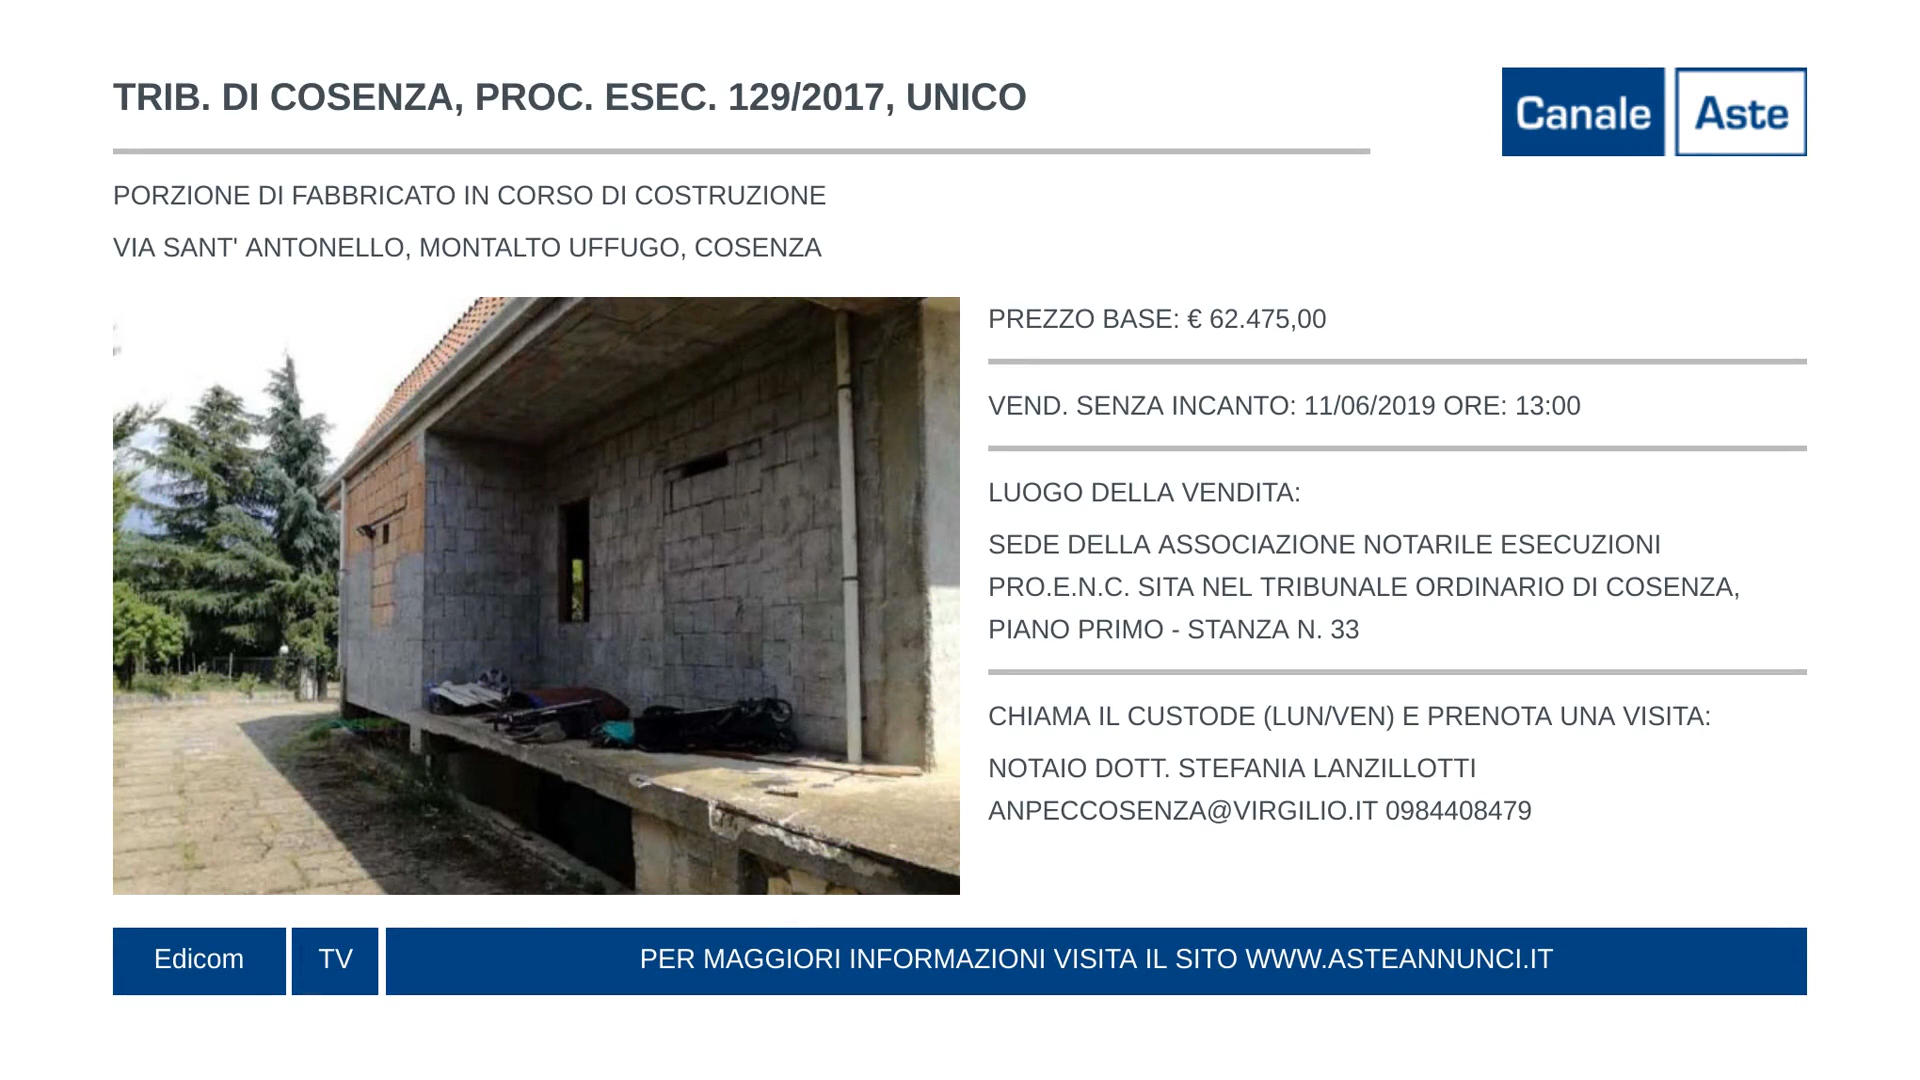 TRIB. DI COSENZA, PROC. ESEC. 129/2017, UNICO
Canale Aste
PORZIONE DI FABBRICATO IN CORSO DI COSTRUZIONE
VIA SANT' ANTONELLO, MONTALTO UFFUGO, COSENZA
PREZZO BASE: € 62.475,00
VEND. SENZA INCANTO: 11/06/2019 ORE: 13:00
LUOGO DELLA VENDITA:
SEDE DELLA ASSOCIAZIONE NOTARILE ESECUZIONI
PRO.E.N.C. SITA NEL TRIBUNALE ORDINARIO DI COSENZA,
PIANO PRIMO - STANZA N. 33
CHIAMA IL CUSTODE (LUN/VEN) E PRENOTA UNA VISITA:
NOTAIO DOTT. STEFANIA LANZILLOTTI
ANPECCOSENZA@VIRGILIO.IT 0984408479
Edicom TV PER MAGGIORI INFORMAZIONI VISITA IL SITO WWW.ASTEANNUNCI.IT